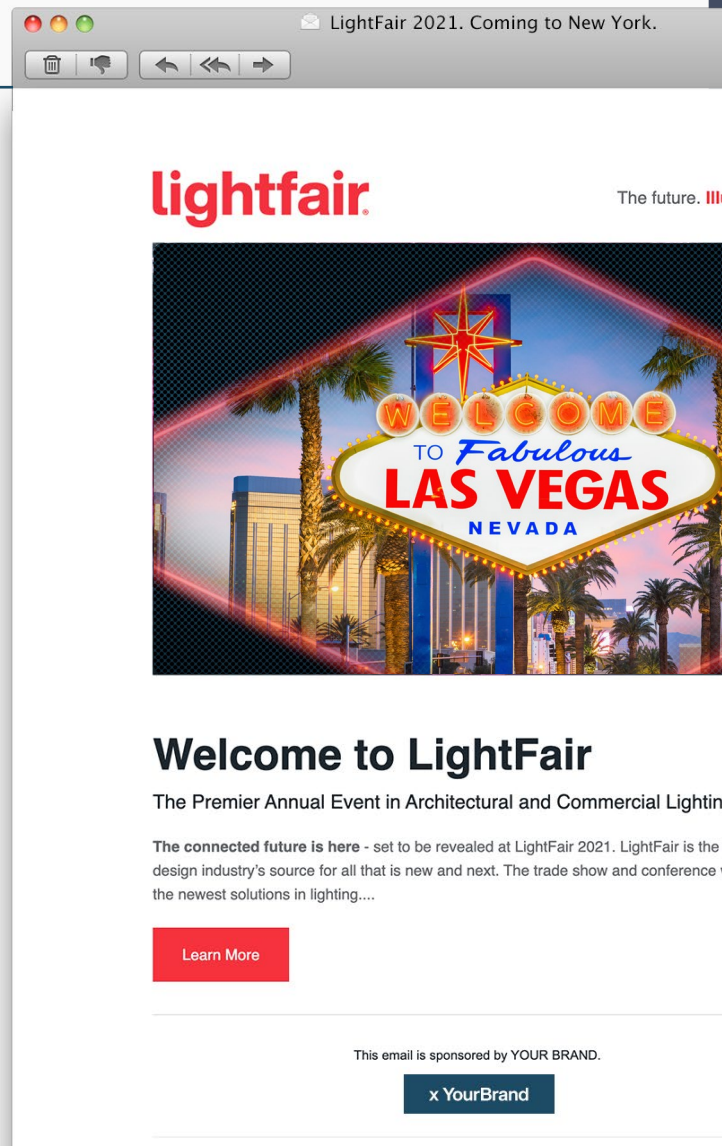 LightFair 2021. Coming to New York.
lightfair
The future.
WELCOME
TO Fabulous
LAS VEGAS
NEVADA
Welcome to LightFair
The Premier Annual Event in Architectural and Commercial
The connected future is here - set to be revealed at LightFair 2021. LightFair is the
design industry's source for all that is new and next. The trade show and conference
the newest solutions in lighting....
Learn More
This email is sponsored by YOUR BRAND.
x YourBrand